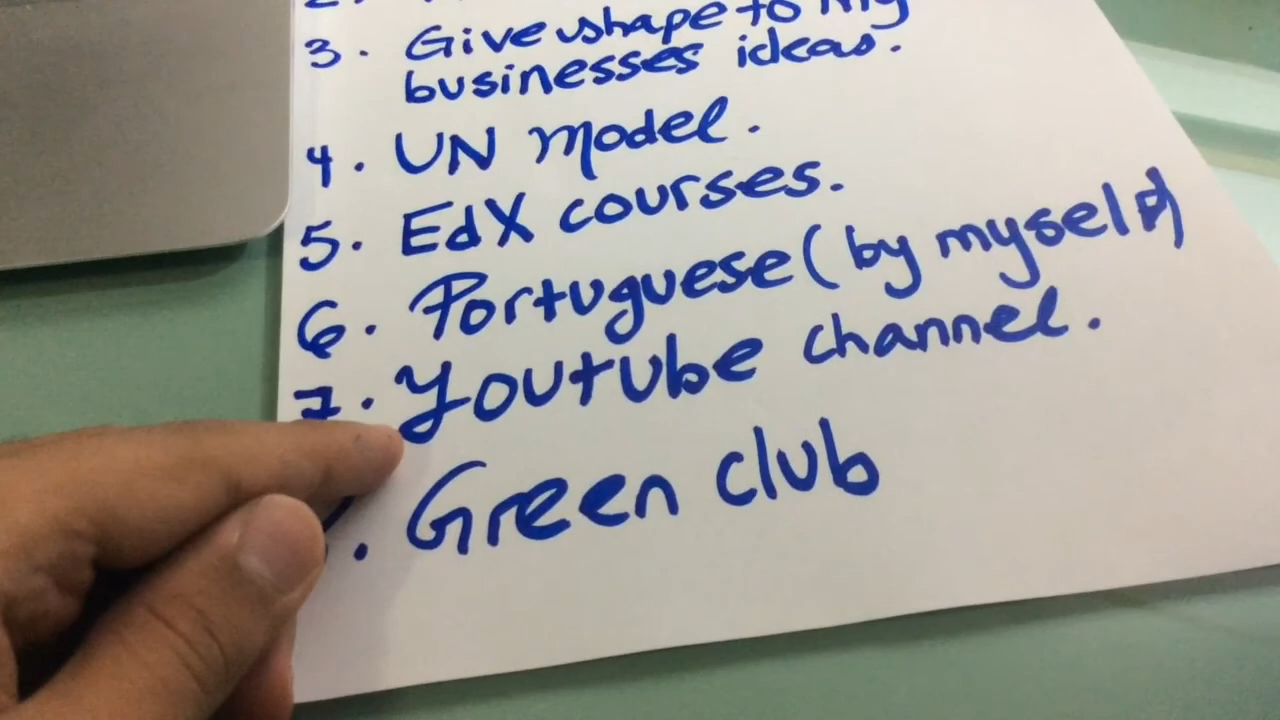 2.
3. Give shape to my
businesses ideas.
4. UN Model.
5. EdX courses.
6. Portuguese (by myself)
7. Youtube channel.
. Green club